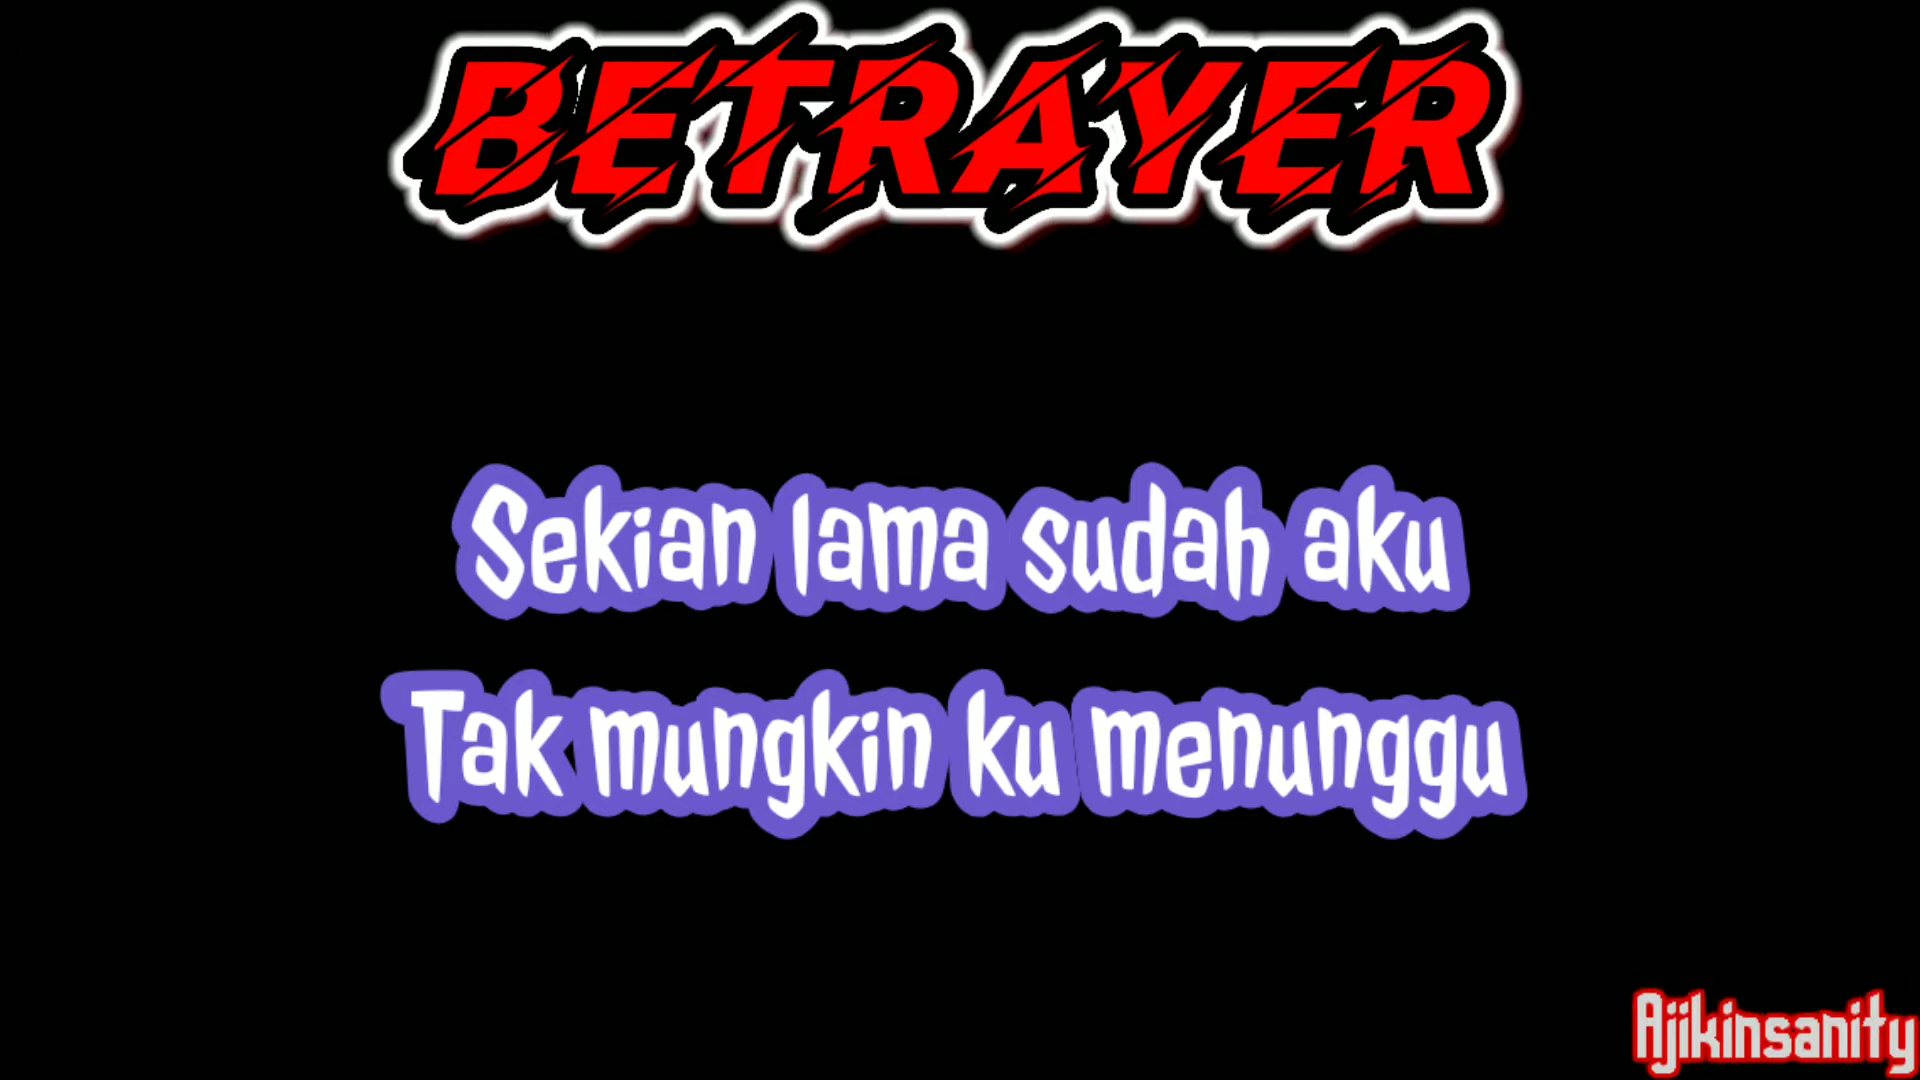 BETRAYER
Sekian lama sudah aku
Tak mungkin ku menunggu
Ajikinsanity